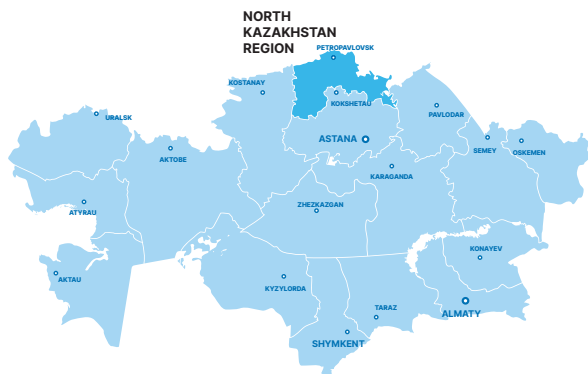 NORTH
KAZAKHSTAN
REGION
PETROPAVLOVSK
KOSTANAY
KOKSHETAU
PAVLODAR
URALSK
ASTANA
SEMEY
OSKEMEN
AKTOBE
KARAGANDA
ZHEZKAZGAN
ATYRAU
KONAYEV
AKTAU
KYZYLORDA
TARAZ
ALMATY
SHYMKENT